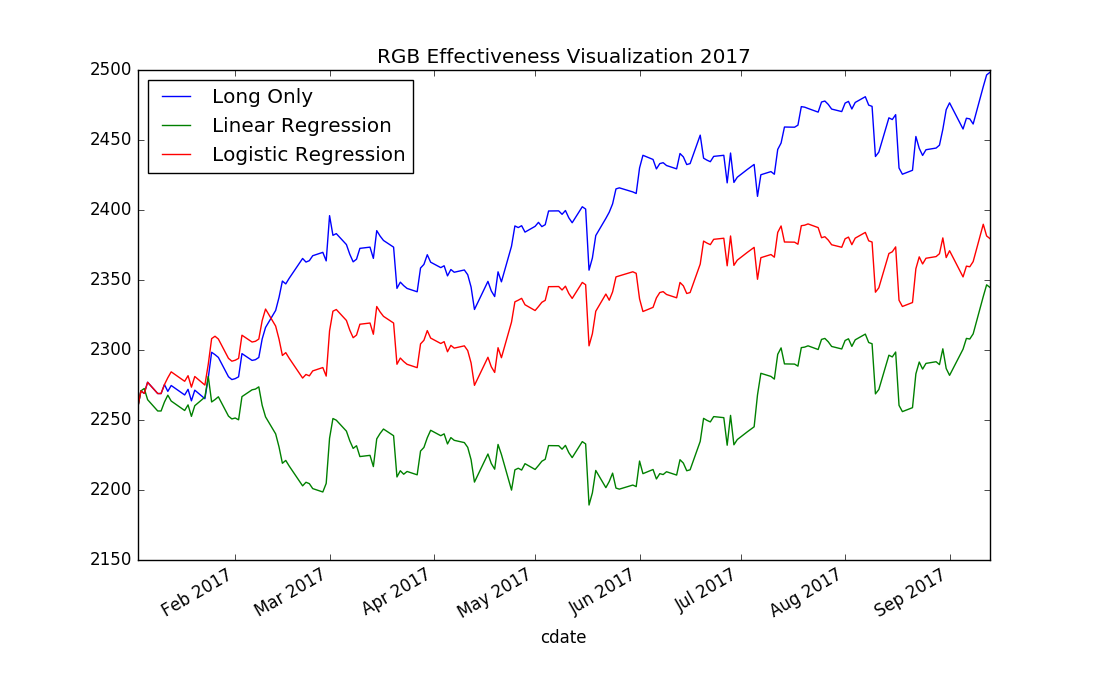 RGB Effectiveness Visualization 2017
2500
2450
2400
2350
2300
2250
2200
2150
Long Only
Linear Regression
Logistic Regression
Feb 2017
Mar 2017
Apr 2017
May 2017
Jun 2017
Jul 2017
Aug 2017
Sep 2017
cdate